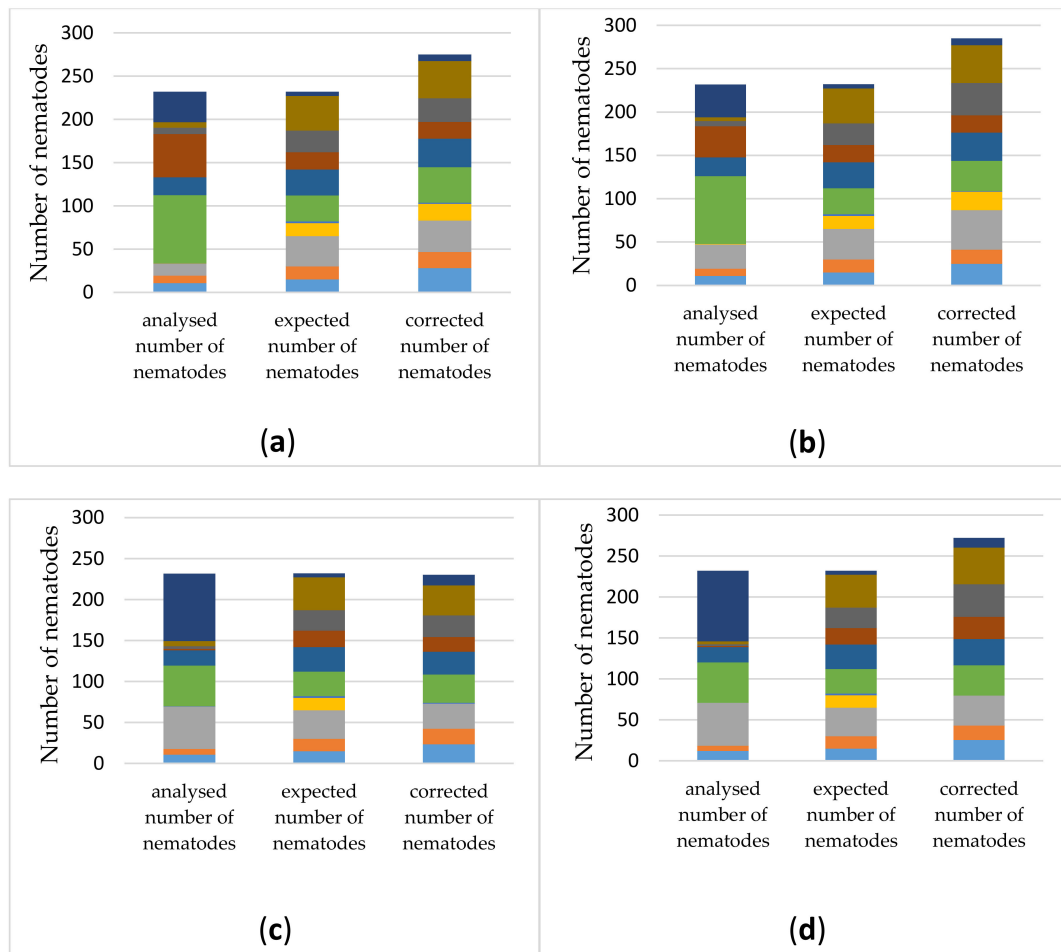 Number of nematodes
300
250
200
150
100
50
0
analysed number of nematodes
expected number of nematodes
corrected number of nematodes
(a)
Number of nematodes
300
250
200
150
100
50
0
analysed number of nematodes
expected number of nematodes
corrected number of nematodes
(b)
Number of nematodes
300
250
200
150
100
50
0
analysed number of nematodes
expected number of nematodes
corrected number of nematodes
(c)
Number of nematodes
300
250
200
150
100
50
0
analysed number of nematodes
expected number of nematodes
corrected number of nematodes
(d)